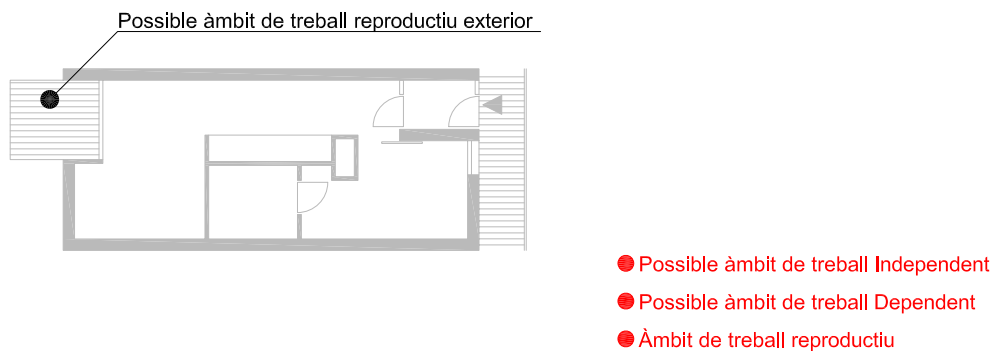 Possible àmbit de treball reproductiu exterior
Possible àmbit de treball Independent
Possible àmbit de treball Dependent
Àmbit de treball reproductiu